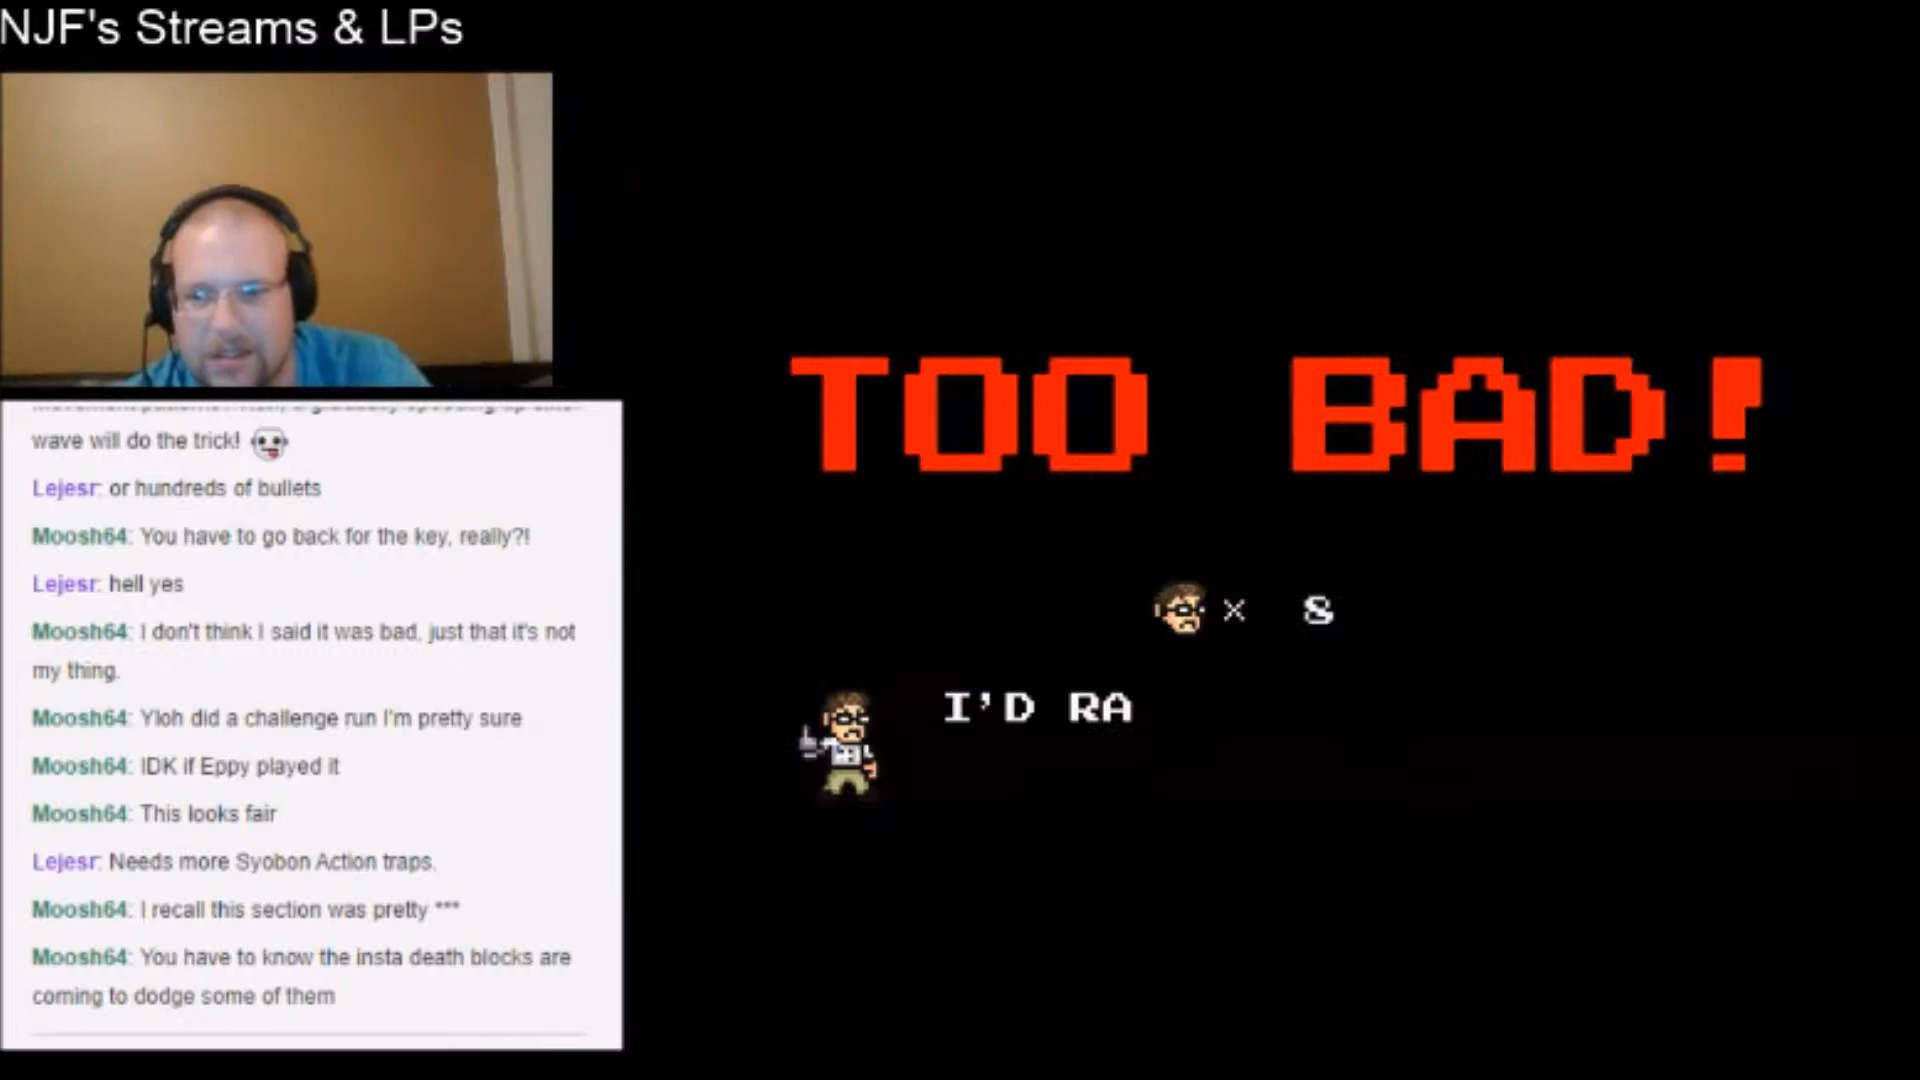 NJF's Streams & LPs
wave will do the trick!
Lejesr: or hundreds of bullets
Moosh64: You have to go back for the key, really?!
Lejesr: hell yes
Moosh64: I don't think I said it was bad, just that it's not
my thing.
Moosh64: Yloh did a challenge run I'm pretty sure
Moosh64: IDK if Eppy played it
Moosh64: This looks fair
Lejesr: Needs more Syobon Action traps.
Moosh64: I recall this section was pretty ***
Moosh64: You have to know the insta death blocks are
coming to dodge some of them
TOO BAD!
× 8
I'D RA